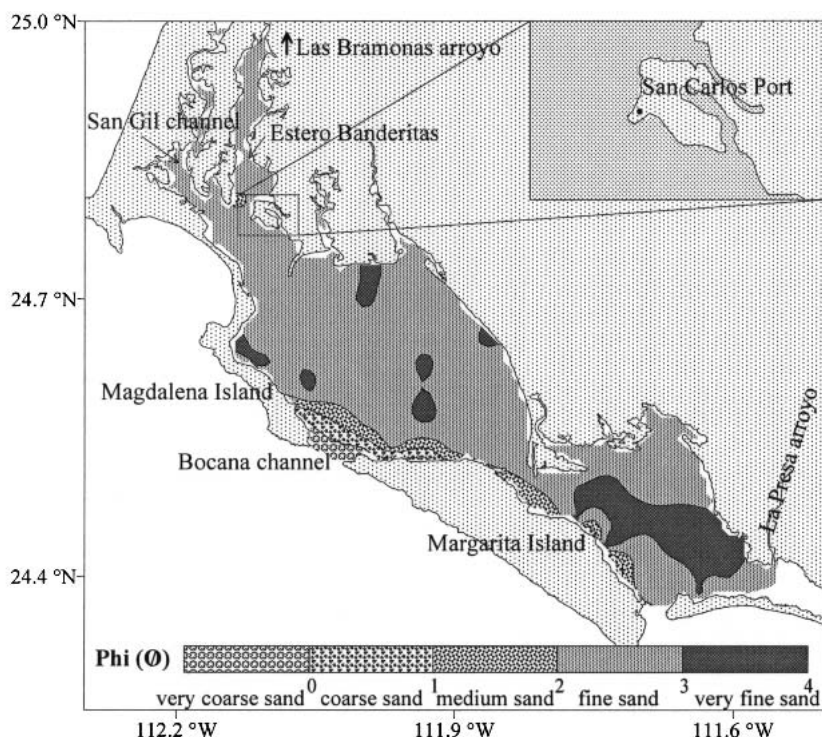 25.0 °N
Las Bramonas arroyo
San Carlos Port
San Gil channel
Estero Banderitas
24.7 °N
Magdalena Island
Bocana channel
La Presa arroyo
Margarita Island
24.4 °N
Phi (Ø)
0 1 2 3 4
very coarse sand coarse sand medium sand fine sand very fine sand
112.2 °W 111.9 °W 111.6 °W